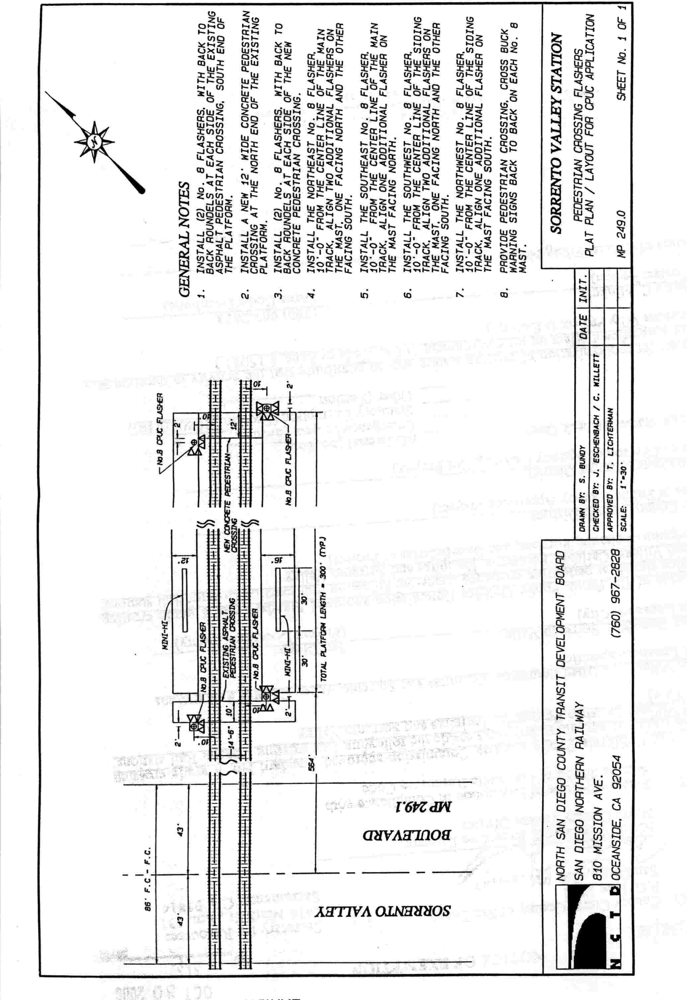 GENERAL NOTES
1. INSTALL (2) No. 8 FLASHERS, WITH BACK TO
BACK ROUNDELS AT EACH SIDE OF THE EXISTING
ASPHALT PEDESTRIAN CROSSING, SOUTH END OF
THE PLATFORM.
2. INSTALL A NEW 12' WIDE CONCRETE PEDESTRIAN
CROSSING AT THE NORTH END OF THE EXISTING
PLATFORM.
3. INSTALL (2) No. 8 FLASHERS, WITH BACK TO
BACK ROUNDELS AT EACH SIDE OF THE NEW
CONCRETE PEDESTRIAN CROSSING.
4. INSTALL THE NORTHEAST No. 8 FLASHER,
10'-0" FROM THE CENTER LINE OF THE MAIN
TRACK, ALIGN TWO ADDITIONAL FLASHERS ON
THE MAST, ONE FACING NORTH AND THE OTHER
FACING SOUTH.
5. INSTALL THE SOUTHEAST No. 8 FLASHER,
10'-0" FROM THE CENTER LINE OF THE MAIN
TRACK, ALIGN ONE ADDITIONAL FLASHER ON
THE MAST FACING NORTH.
6. INSTALL THE SOUTHWEST No. 8 FLASHER,
10'-0" FROM THE CENTER LINE OF THE SIDING
TRACK, ALIGN TWO ADDITIONAL FLASHERS ON
THE MAST, ONE FACING NORTH AND THE OTHER
FACING SOUTH.
7. INSTALL THE NORTHWEST No. 8 FLASHER,
10'-0" FROM THE CENTER LINE OF THE SIDING
TRACK, ALIGN ONE ADDITIONAL FLASHER ON
THE MAST FACING SOUTH.
8. PROVIDE PEDESTRIAN CROSSING, CROSS BUCK
WARNING SIGNS BACK TO BACK ON EACH No. 8
MAST.
N
86' F.C. - F.C.
43'
43'
SORRENTO VALLEY
BOULEVARD
MP 249.1
564'
14'-6"
2'
10'
10'
10'
2'
No.8 CPUC FLASHER
EXISTING ASPHALT
PEDESTRIAN CROSSING
No.8 CPUC FLASHER
MINI-HI
MINI-HI
12'
16'
30'
30'
TOTAL PLATFORM LENGTH = 300' (TYP.)
NEW CONCRETE PEDESTRIAN
CROSSING
No.8 CPUC FLASHER
2'
10'
12'
10'
2'
No.8 CPUC FLASHER
NCTD
NORTH SAN DIEGO COUNTY TRANSIT DEVELOPMENT BOARD
SAN DIEGO NORTHERN RAILWAY
810 MISSION AVE.
OCEANSIDE, CA 92054 (760) 967-2828
DATE INIT.
DRAWN BY: S. BUNDY
CHECKED BY: J. ESCHENBACH / C. WILLETT
APPROVED BY: T. LICHTERMAN
SCALE: 1"=30'
SORRENTO VALLEY STATION
PEDESTRIAN CROSSING FLASHERS
PLAT PLAN / LAYOUT FOR CPUC APPLICATION
MP 249.0 SHEET No. 1 OF 1